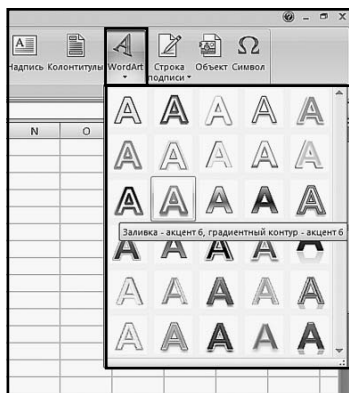 Надпись Колонтитулы WordArt Строка подписи Объект Символ
N O
Заливка - акцент 6, градиентный контур - акцент 6